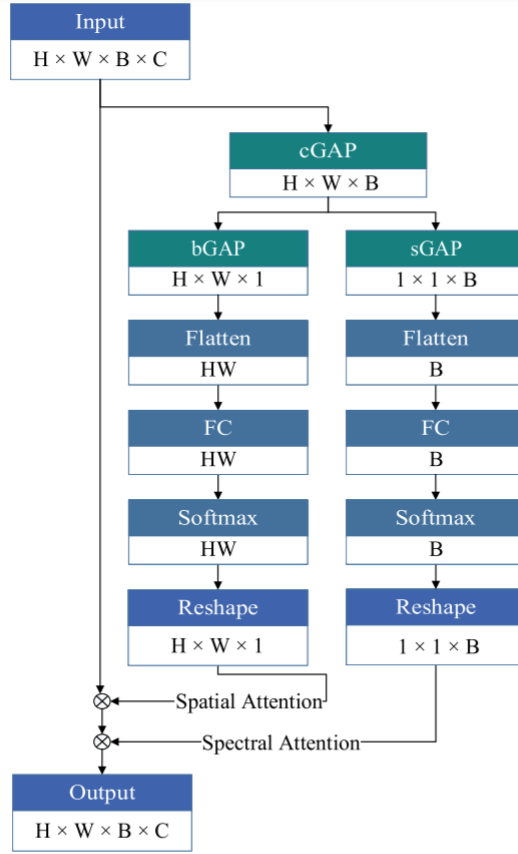 Input
H × W × B × C
cGAP
H × W × B
bGAP
sGAP
H × W × 1
1 × 1 × B
Flatten
Flatten
HW
B
FC
FC
HW
B
Softmax
Softmax
HW
B
Reshape
Reshape
H × W × 1
1 × 1 × B
Spatial Attention
Spectral Attention
Output
H × W × B × C